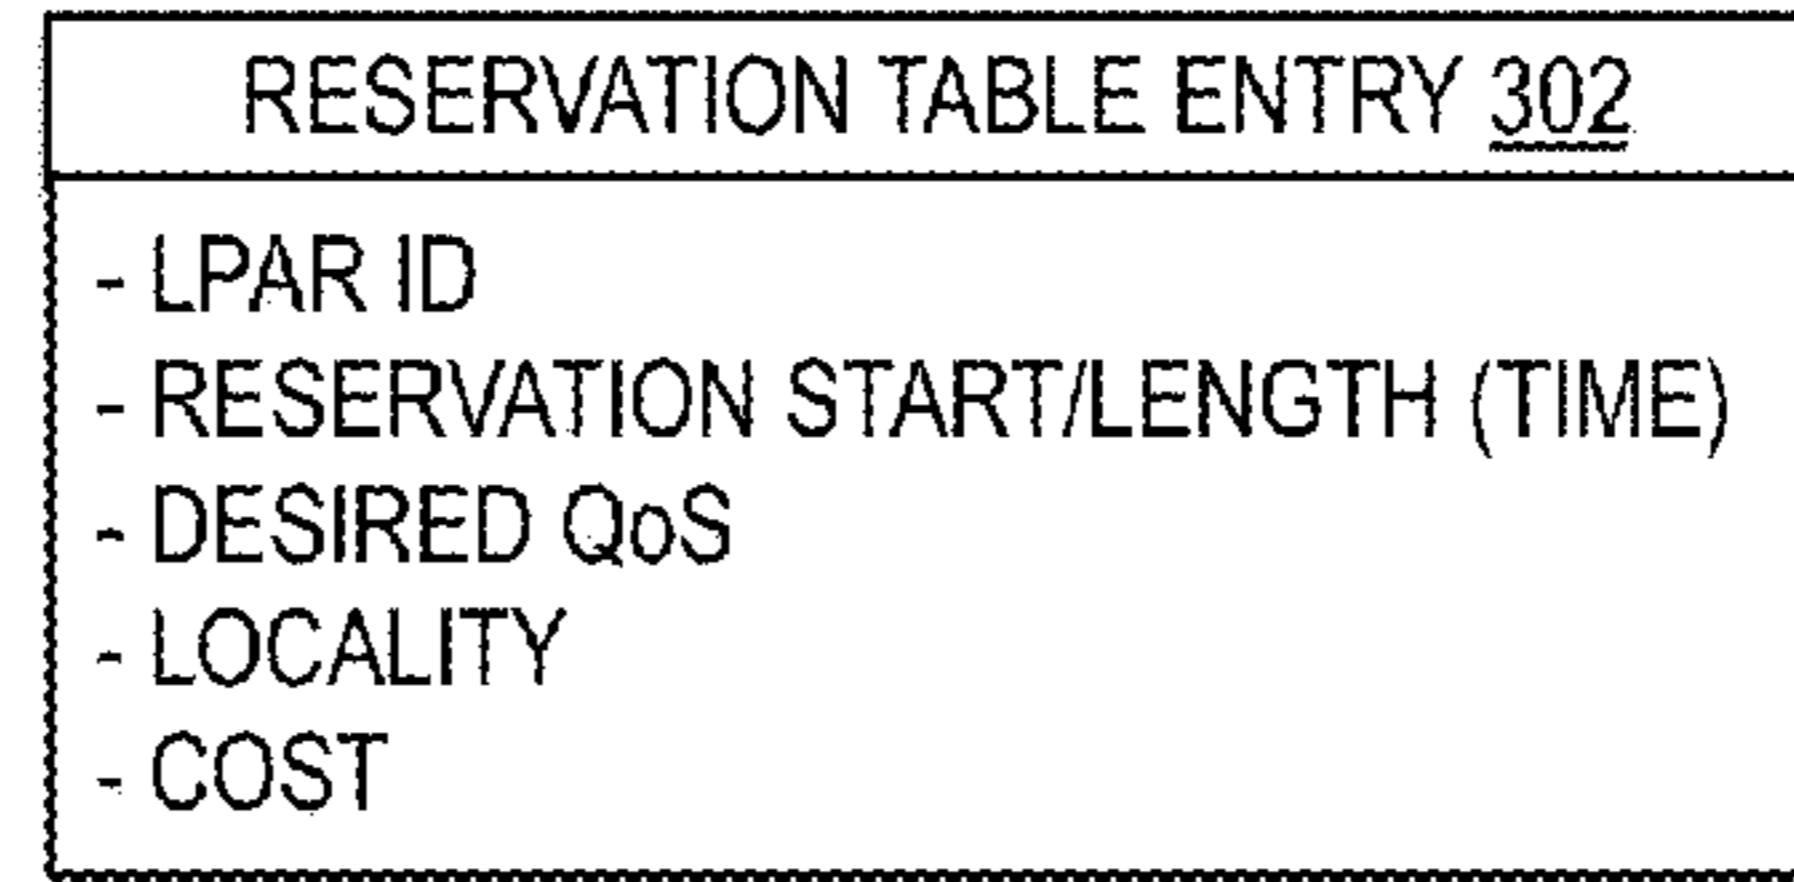 RESERVATION TABLE ENTRY 302
- LPAR ID
- RESERVATION START/LENGTH (TIME)
- DESIRED QoS
- LOCALITY
- COST